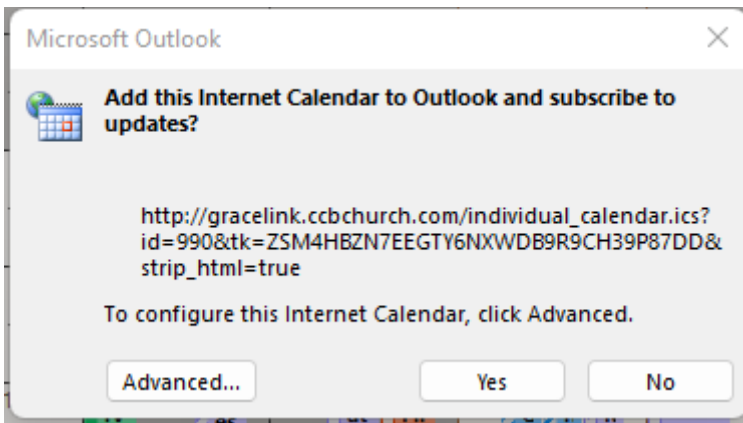 Microsoft Outlook
Add this Internet Calendar to Outlook and subscribe to
updates?
http://gracelink.ccbchurch.com/individual_calendar.ics?
id=990&tk=ZSM4HBZN7EEGTY6NXWDB9R9CH39P87DD&
strip_html=true
To configure this Internet Calendar, click Advanced.
Advanced...
Yes
No